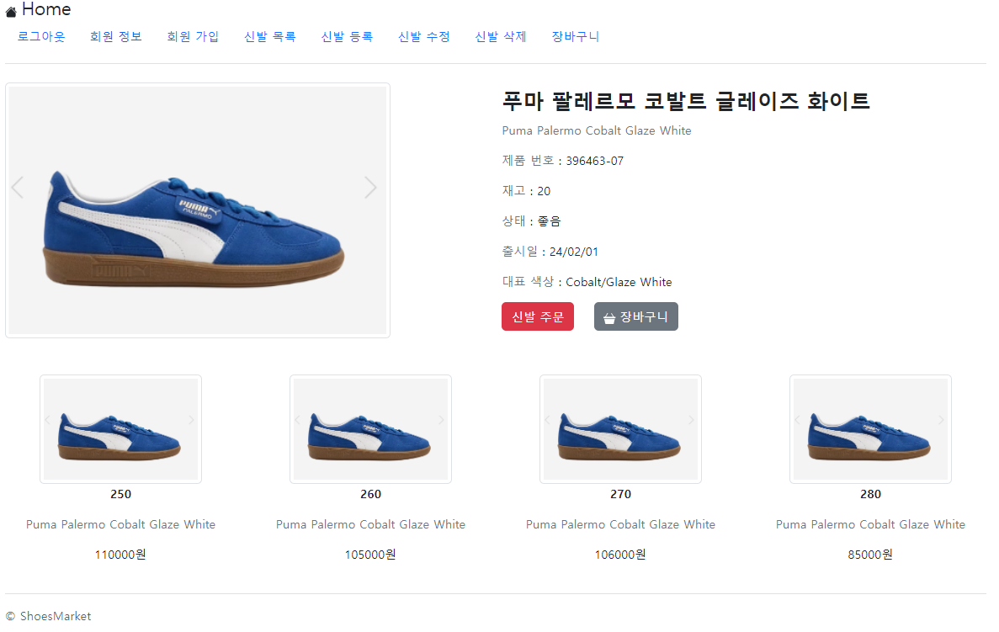 Home
로그아웃 회원 정보 회원 가입 신발 목록 신발 등록 신발 수정 신발 삭제 장바구니
푸마 팔레르모 코발트 글레이즈 화이트
Puma Palermo Cobalt Glaze White
제품 번호 : 396463-07
재고 : 20
상태 : 좋음
출시일 : 24/02/01
대표 색상 : Cobalt/Glaze White
신발 주문 장바구니
PUMA
PALERMO
PUMA
250 260 270 280
Puma Palermo Cobalt Glaze White Puma Palermo Cobalt Glaze White Puma Palermo Cobalt Glaze White Puma Palermo Cobalt Glaze White
110000원 105000원 106000원 85000원
© ShoesMarket